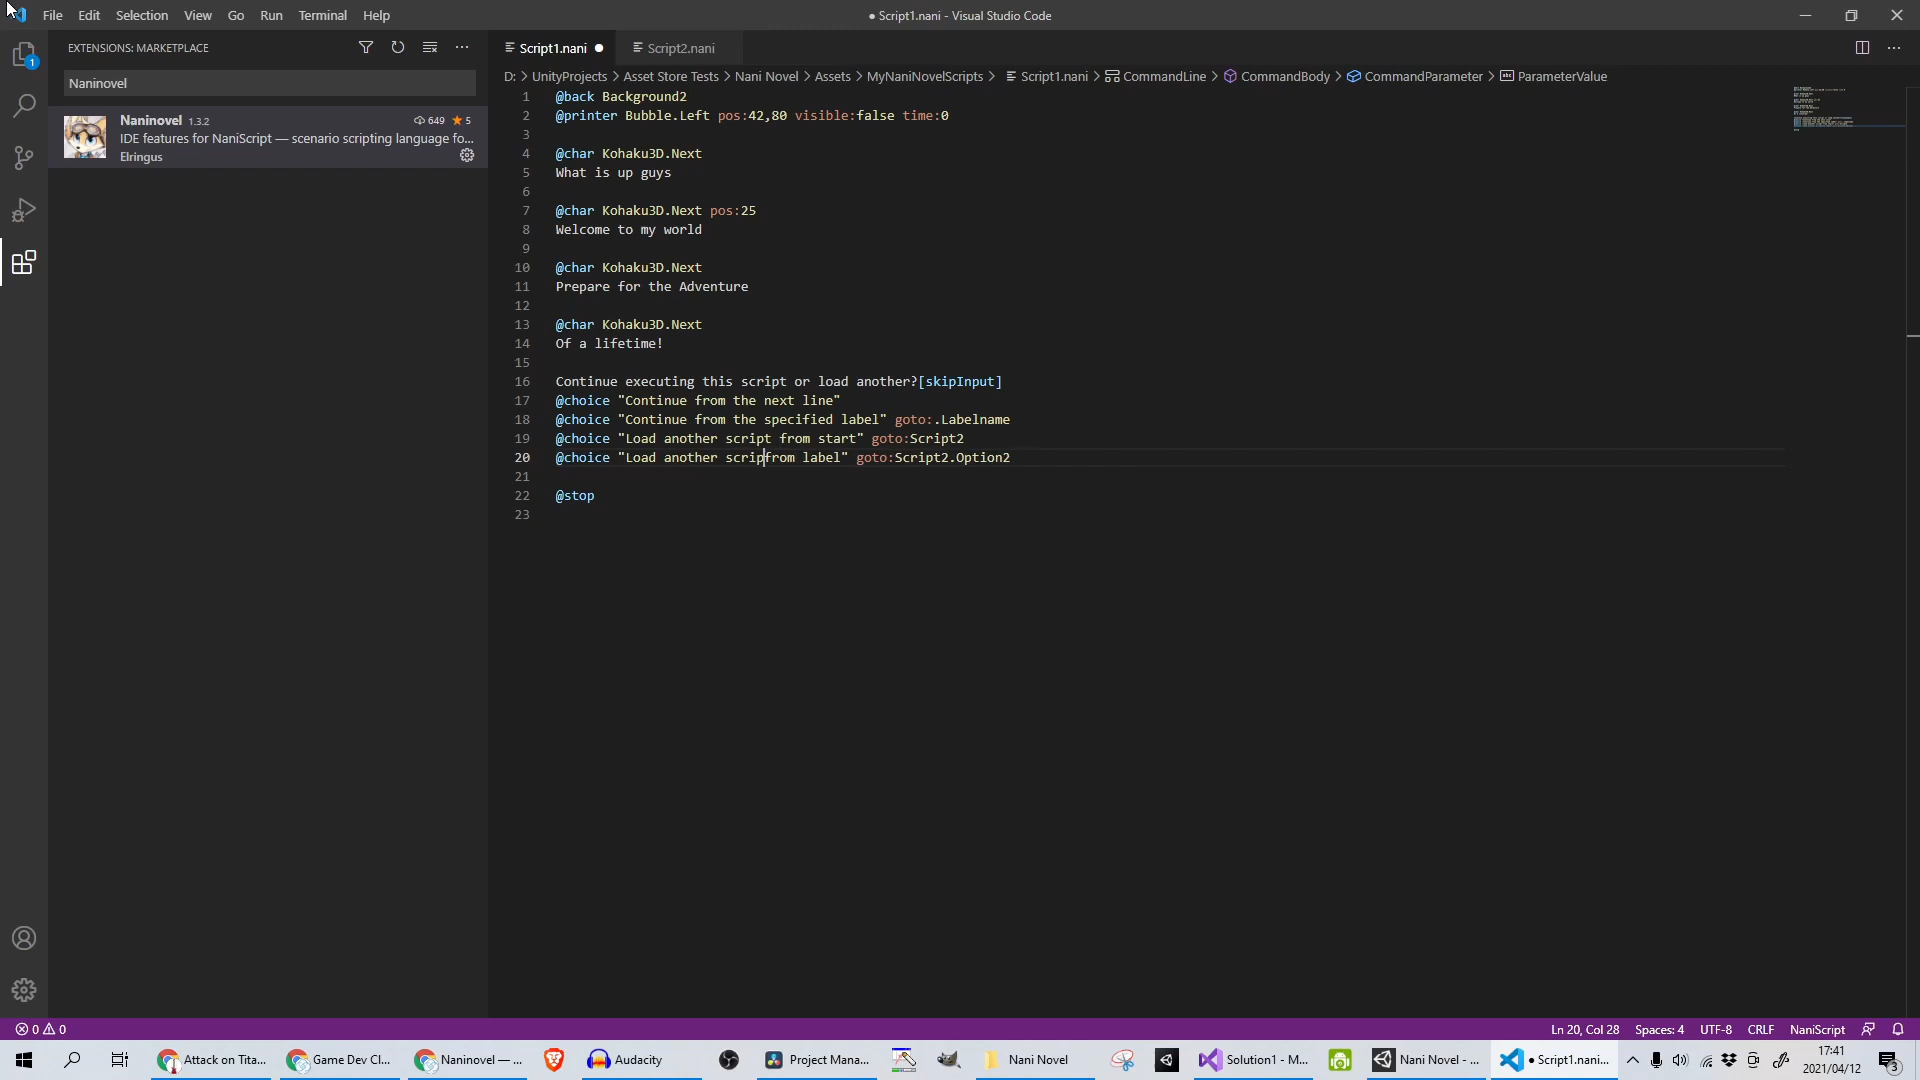 File Edit Selection View Go Run Terminal Help
● Script1.nani - Visual Studio Code
EXTENSIONS: MARKETPLACE
Naninovel
Naninovel 1.3.2 649 ★ 5
IDE features for NaniScript — scenario scripting language fo...
Elringus
1
Script1.nani ●
Script2.nani
D: > UnityProjects > Asset Store Tests > Nani Novel > Assets > MyNaniNovelScripts > Script1.nani > CommandLine > CommandBody > CommandParameter > ParameterValue
1 @back Background2
2 @printer Bubble.Left pos:42,80 visible:false time:0
3
4 @char Kohaku3D.Next
5 What is up guys
6
7 @char Kohaku3D.Next pos:25
8 Welcome to my world
9
10 @char Kohaku3D.Next
11 Prepare for the Adventure
12
13 @char Kohaku3D.Next
14 Of a lifetime!
15
16 Continue executing this script or load another?[skipInput]
17 @choice "Continue from the next line"
18 @choice "Continue from the specified label" goto:.Labelname
19 @choice "Load another script from start" goto:Script2
20 @choice "Load another scripfrom label" goto:Script2.Option2
21
22 @stop
23
0 0
Ln 20, Col 28 Spaces: 4 UTF-8 CRLF NaniScript
Attack on Tita... Game Dev Cl... Naninovel — ... Audacity Project Mana... Nani Novel Solution1 - M... Nani Novel - ... ● Script1.nani...
17:41
2021/04/12
3